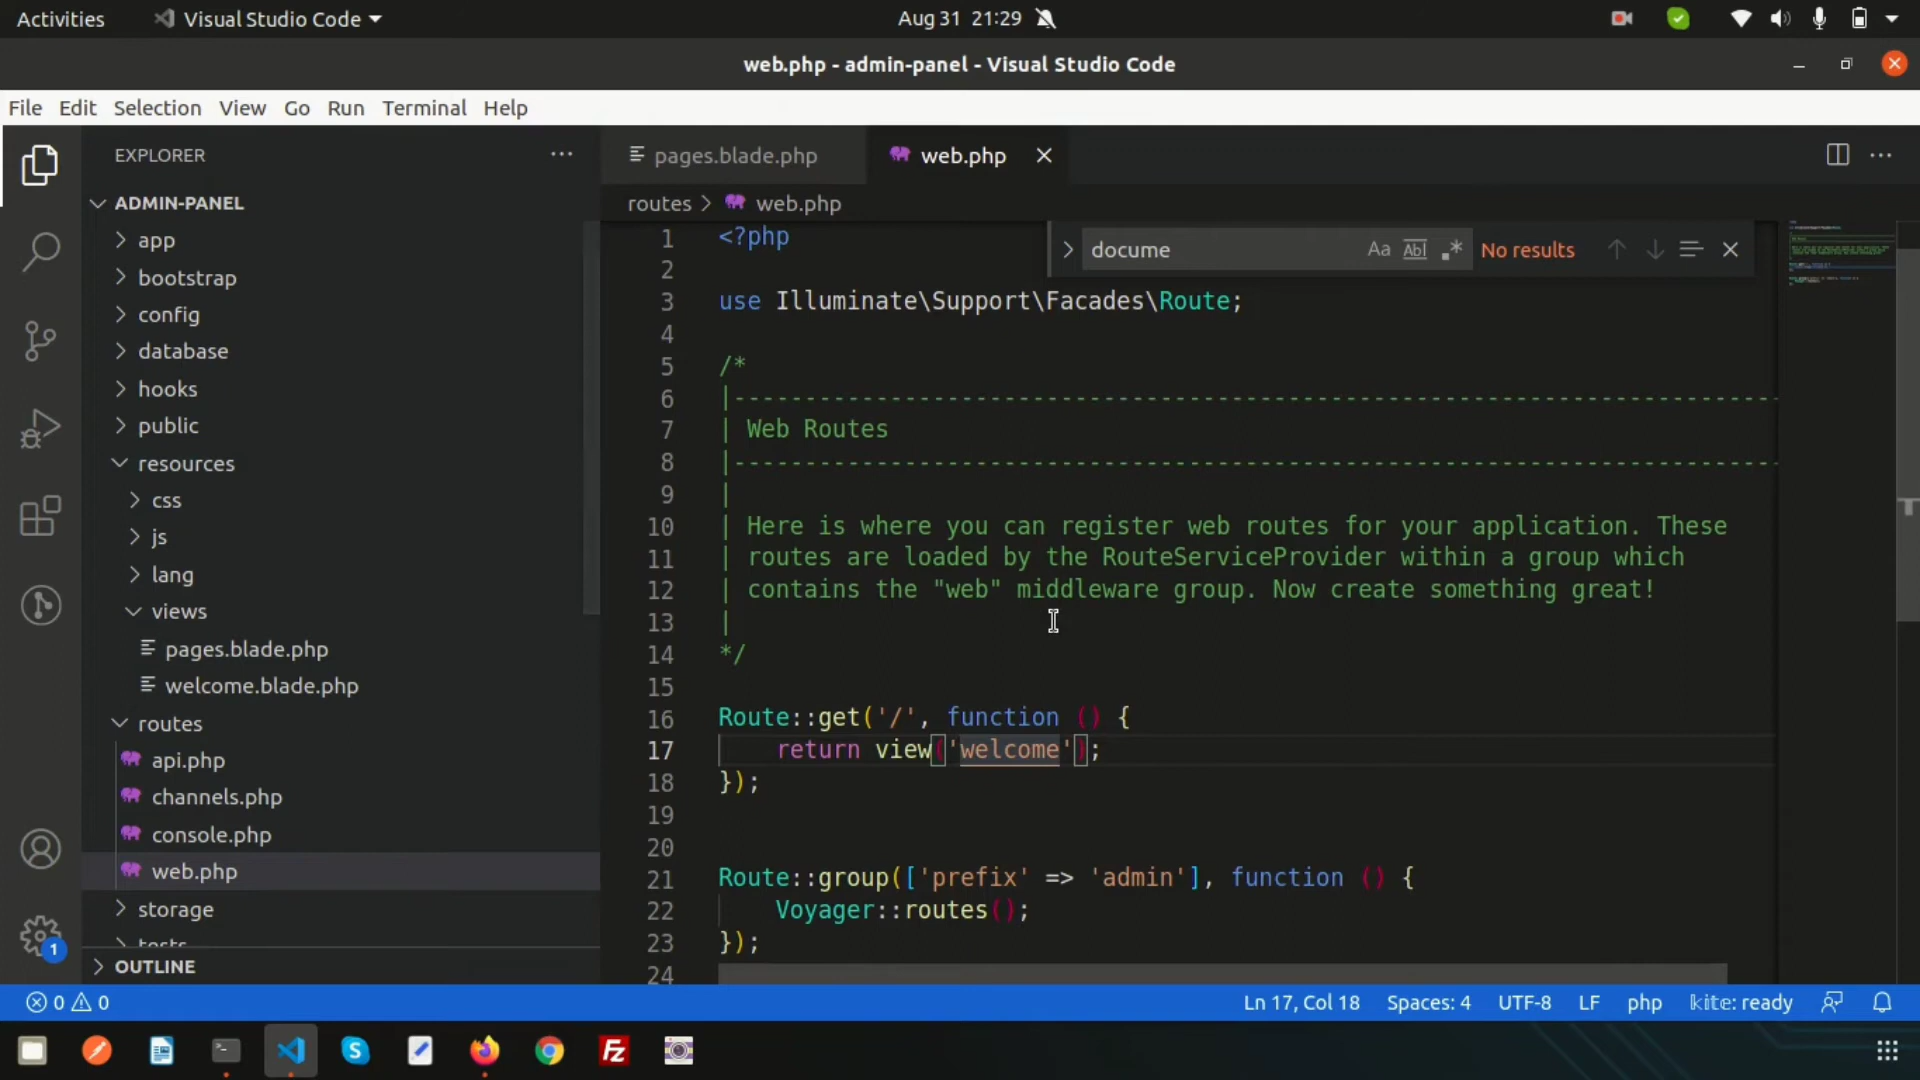 Activities
Visual Studio Code
Aug 31 21:29
web.php - admin-panel - Visual Studio Code
File Edit Selection View Go Run Terminal Help
EXPLORER
ADMIN-PANEL
app
bootstrap
config
database
hooks
public
resources
css
js
lang
views
pages.blade.php
welcome.blade.php
routes
api.php
channels.php
console.php
web.php
storage
tests
OUTLINE
1
pages.blade.php
web.php
routes > web.php
docume
Aa Abl .* No results
1 <?php
2
3 use Illuminate\Support\Facades\Route;
4
5 /*
6 |--------------------------------------------------------------------------
7 | Web Routes
8 |--------------------------------------------------------------------------
9 |
10 | Here is where you can register web routes for your application. These
11 | routes are loaded by the RouteServiceProvider within a group which
12 | contains the "web" middleware group. Now create something great!
13 |
14 */
15
16 Route::get('/', function () {
17 return view('welcome');
18 });
19
20
21 Route::group(['prefix' => 'admin'], function () {
22 Voyager::routes();
23 });
24
0 0
Ln 17, Col 18 Spaces: 4 UTF-8 LF php kite: ready